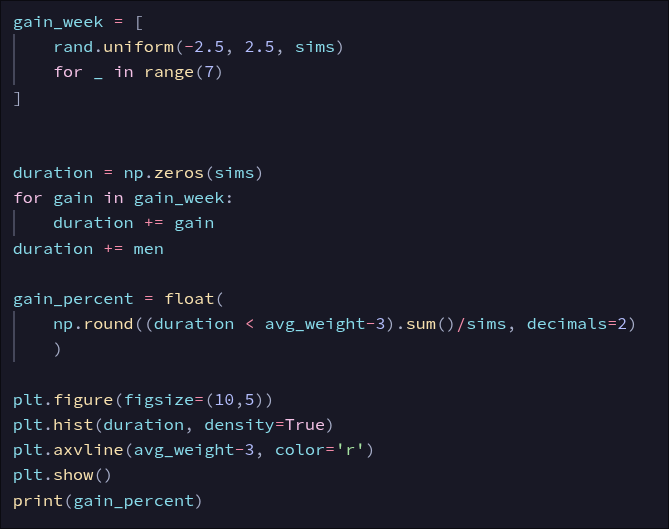 gain_week = [
    rand.uniform(-2.5, 2.5, sims)
    for _ in range(7)
]
duration = np.zeros(sims)
for gain in gain_week:
    duration += gain
duration += men
gain_percent = float(
    np.round((duration < avg_weight-3).sum()/sims, decimals=2)
    )
plt.figure(figsize=(10,5))
plt.hist(duration, density=True)
plt.axvline(avg_weight-3, color='r')
plt.show()
print(gain_percent)